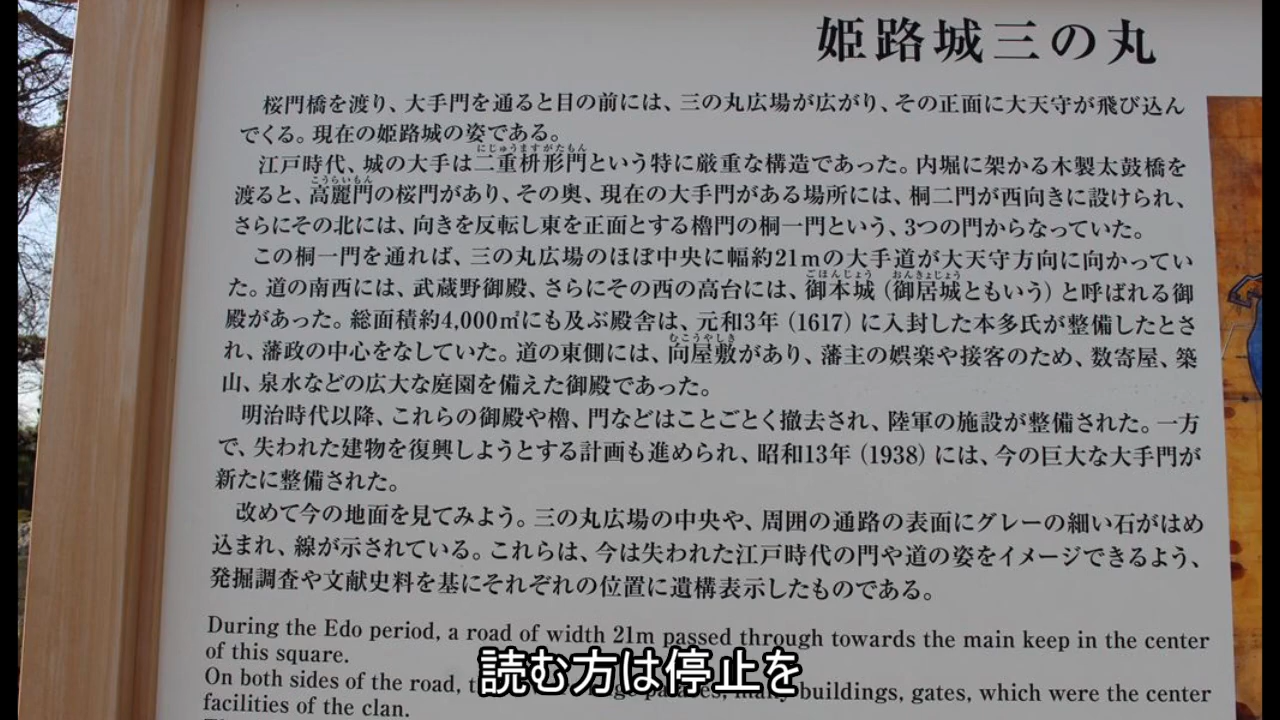 姫路城三の丸
桜門橋を渡り、大手門を通ると目の前には、三の丸広場が広がり、その正面に大天守が飛び込ん
でくる。現在の姫路城の姿である。
にじゅうますがたもん
江戸時代、城の大手は二重枡形門という特に厳重な構造であった。内堀に架かる木製太鼓橋を
こうらいもん
渡ると、高麗門の桜門があり、その奥、現在の大手門がある場所には、桐二門が西向きに設けられ、
さらにその北には、向きを反転し東を正面とする櫓門の桐一門という、3つの門からなっていた。
この桐一門を通れば、三の丸広場のほぼ中央に幅約21mの大手道が大天守方向に向かってい
ごほんじょう おんきょじょう
た。道の南西には、武蔵野御殿、さらにその西の高台には、御本城(御居城ともいう)と呼ばれる御
殿があった。総面積約4,000㎡にも及ぶ殿舎は、元和3年(1617)に入封した本多氏が整備したとさ
むこうやしき
れ、藩政の中心をなしていた。道の東側には、向屋敷があり、藩主の娯楽や接客のため、数寄屋、築
山、泉水などの広大な庭園を備えた御殿であった。
明治時代以降、これらの御殿や櫓、門などはことごとく撤去され、陸軍の施設が整備された。一方
で、失われた建物を復興しようとする計画も進められ、昭和13年(1938)には、今の巨大な大手門が
新たに整備された。
改めて今の地面を見てみよう。三の丸広場の中央や、周囲の通路の表面にグレーの細い石がはめ
込まれ、線が示されている。これらは、今は失われた江戸時代の門や道の姿をイメージできるよう、
発掘調査や文献史料を基にそれぞれの位置に遺構表示したものである。
During the Edo period, a road of width 21m passed through towards the main keep in the center
of this square.
On both sides of the road, palaces, many buildings, gates, which were the center
facilities of the clan.
読む方は停止を